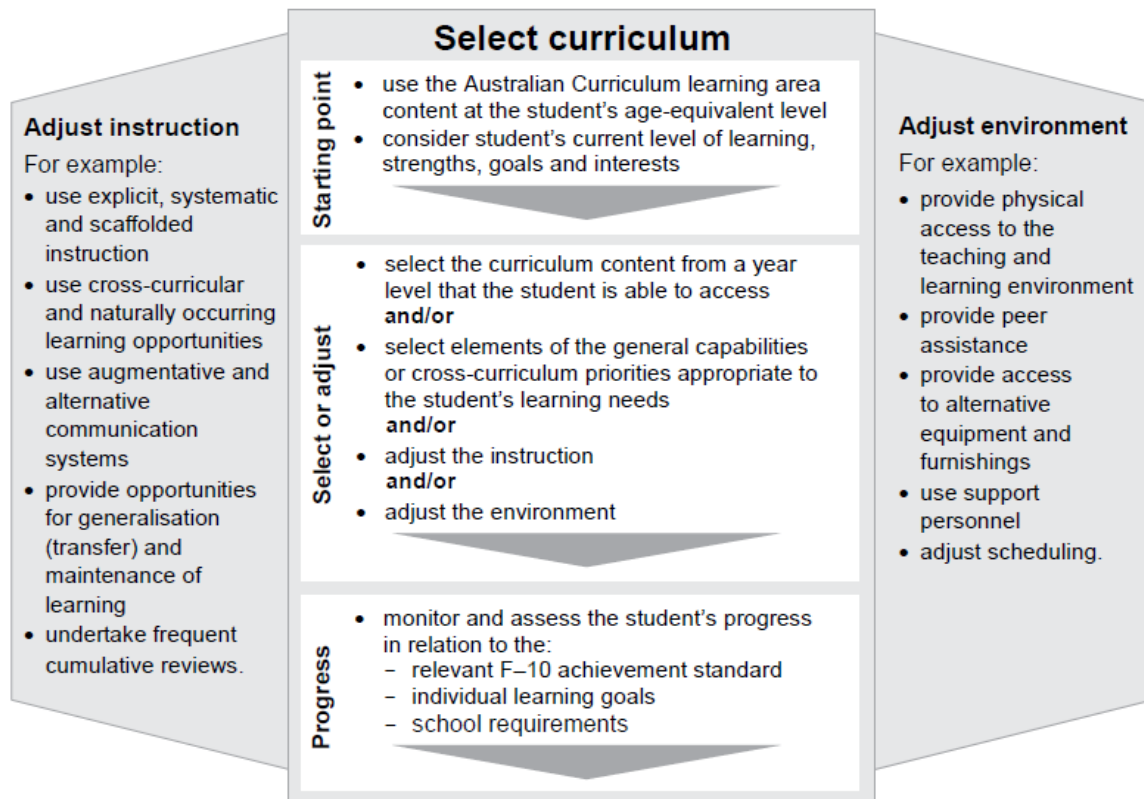 Select curriculum
Adjust instruction
For example:
• use explicit, systematic
and scaffolded
instruction
• use cross-curricular
and naturally occurring
learning opportunities
• use augmentative and
alternative
communication
systems
• provide opportunities
for generalisation
(transfer) and
maintenance of
learning
• undertake frequent
cumulative reviews.
Starting point
• use the Australian Curriculum learning area
content at the student's age-equivalent level
• consider student's current level of learning,
strengths, goals and interests
Select or adjust
• select the curriculum content from a year
level that the student is able to access
and/or
• select elements of the general capabilities
or cross-curriculum priorities appropriate to
the student's learning needs
and/or
• adjust the instruction
and/or
• adjust the environment
Progress
• monitor and assess the student's progress
in relation to the:
− relevant F–10 achievement standard
− individual learning goals
− school requirements
Adjust environment
For example:
• provide physical
access to the
teaching and
learning environment
• provide peer
assistance
• provide access
to alternative
equipment and
furnishings
• use support
personnel
• adjust scheduling.